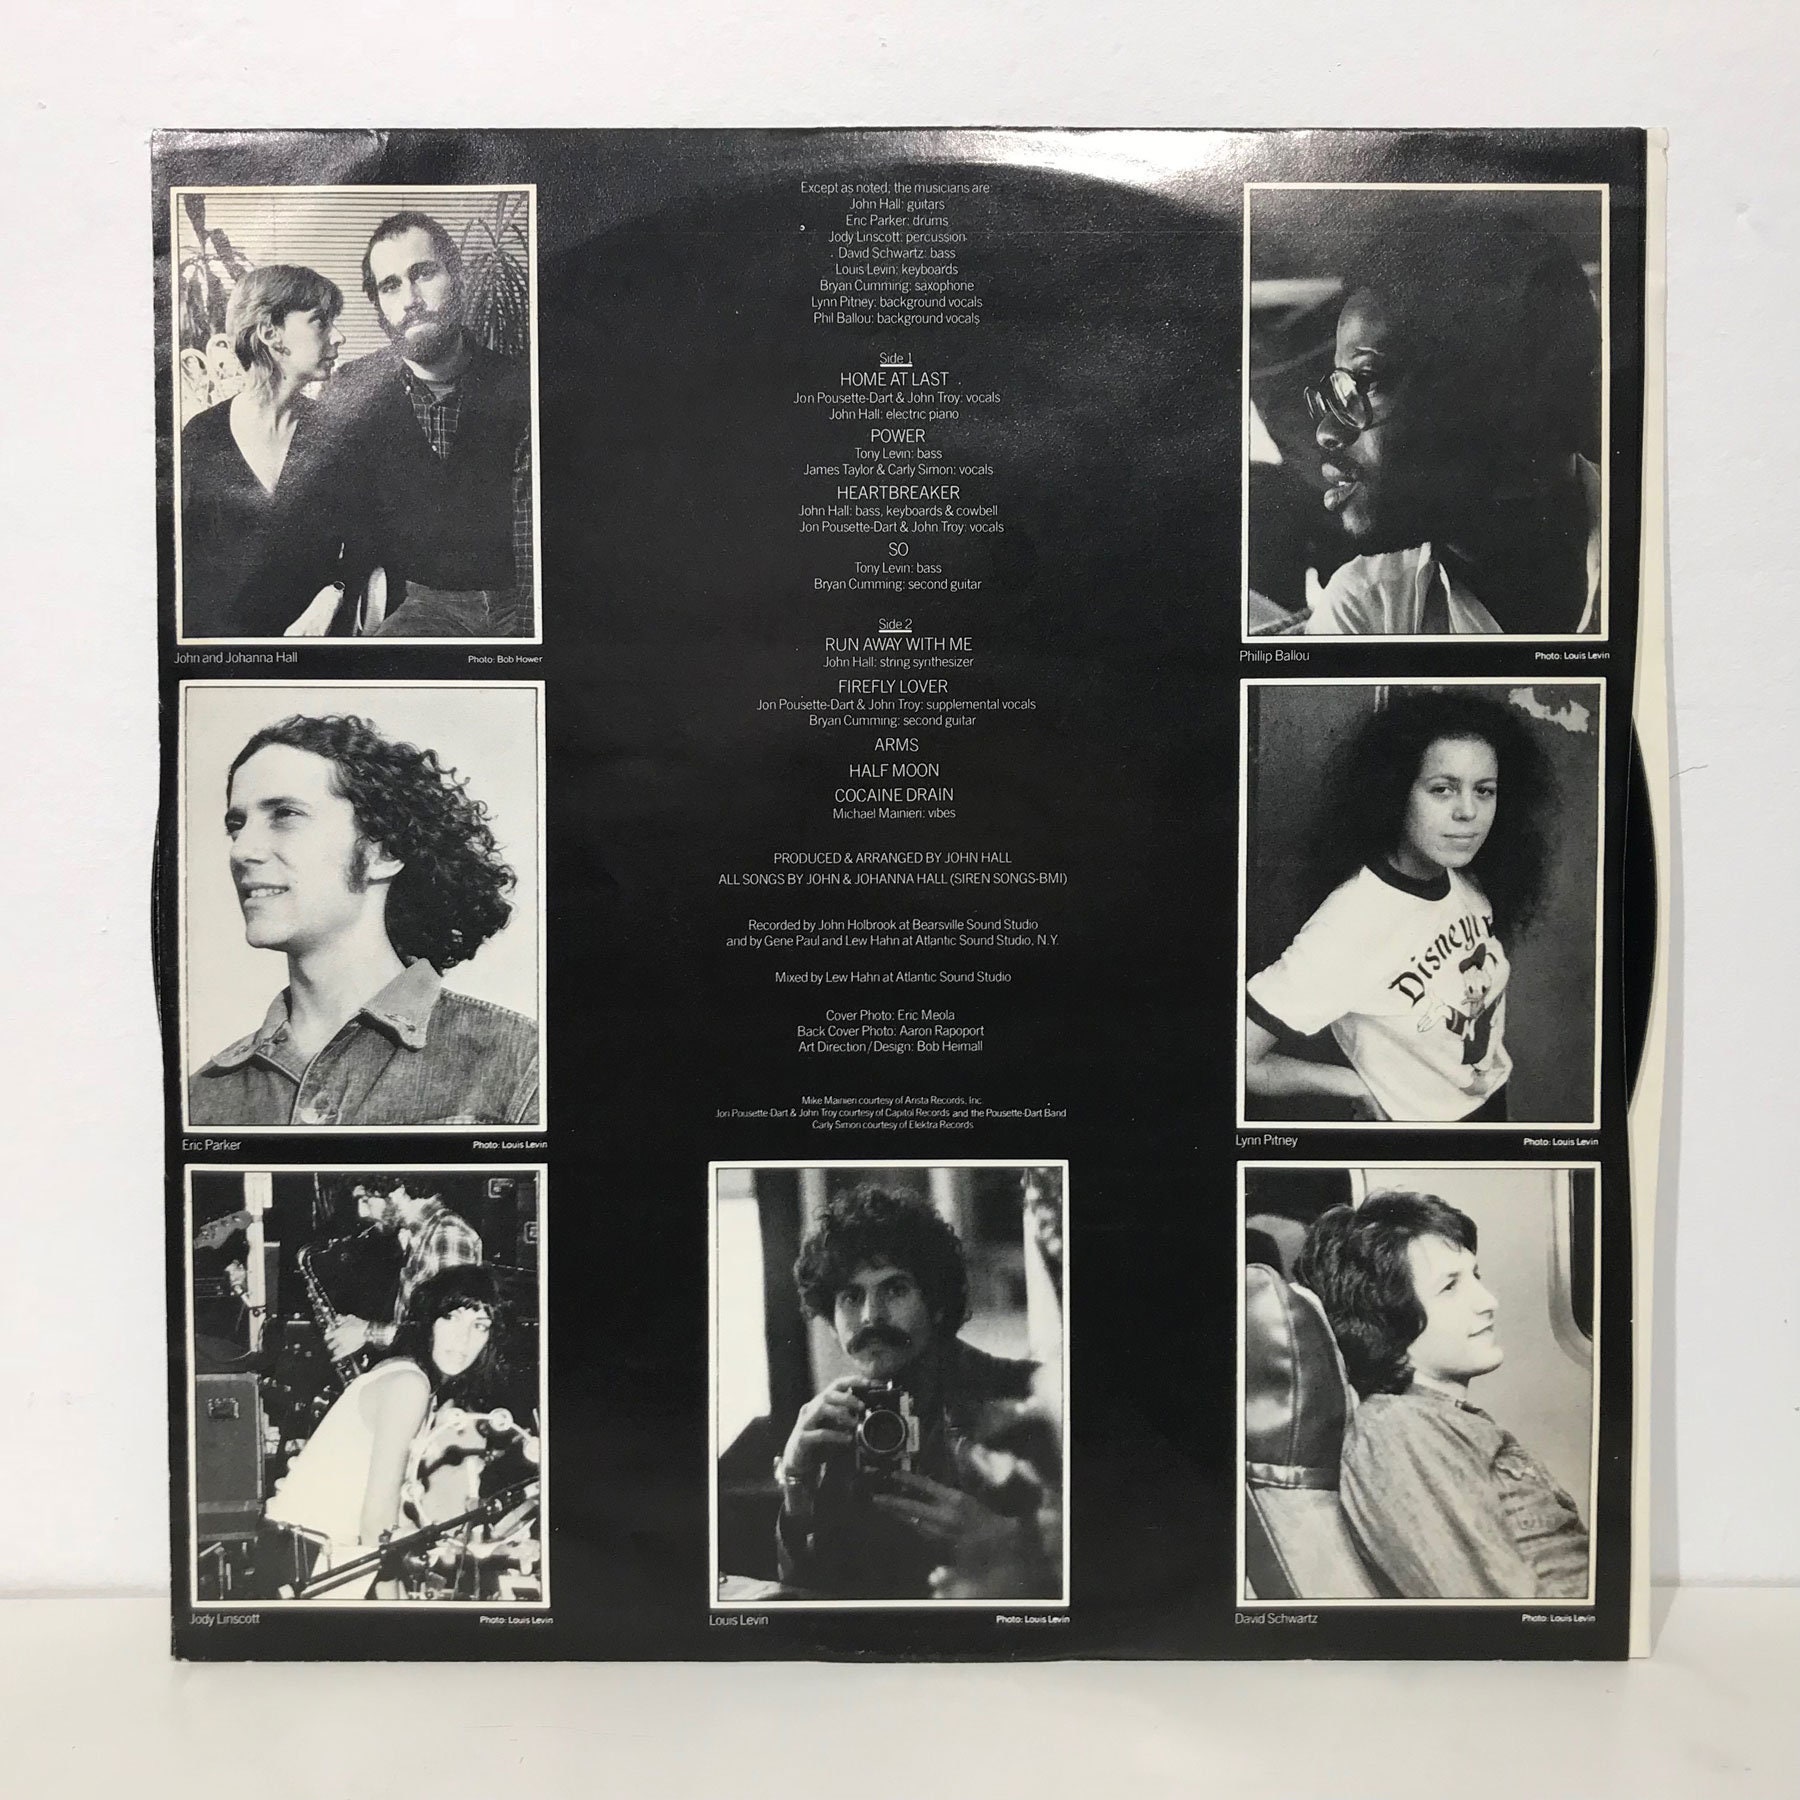 Except as noted, the musicians are:
John Hall: guitars
Eric Parker: drums
Jody Linscott: percussion
David Schwartz: bass
Louis Levin: keyboards
Bryan Cumming: saxophone
Lynn Pitney: background vocals
Phil Ballou: background vocals
Side 1
HOME AT LAST
Jon Pousette-Dart & John Troy: vocals
John Hall: electric piano
POWER
Tony Levin: bass
James Taylor & Carly Simon: vocals
HEARTBREAKER
John Hall: bass, keyboards & cowbell
Jon Pousette-Dart & John Troy: vocals
SO
Tony Levin: bass
Bryan Cumming: second guitar
Side 2
RUN AWAY WITH ME
John Hall: string synthesizer
FIREFLY LOVER
Jon Pousette-Dart & John Troy: supplemental vocals
Bryan Cumming: second guitar
ARMS
HALF MOON
COCAINE DRAIN
Michael Mainieri: vibes
PRODUCED & ARRANGED BY JOHN HALL
ALL SONGS BY JOHN & JOHANNA HALL (SIREN SONGS-BMI)
Recorded by John Holbrook at Bearsville Sound Studio
and by Gene Paul and Lew Hahn at Atlantic Sound Studio, N.Y.
Mixed by Lew Hahn at Atlantic Sound Studio
Cover Photo: Eric Meola
Back Cover Photo: Aaron Rapoport
Art Direction/Design: Bob Heimall
Mike Mainieri courtesy of Arista Records, Inc.
Jon Pousette-Dart & John Troy courtesy of Capitol Records and the Pousette-Dart Band
Carly Simon courtesy of Elektra Records
John and Johanna Hall Photo: Bob Hower
Phillip Ballou Photo: Louis Levin
Eric Parker Photo: Louis Levin
Disney
Lynn Pitney Photo: Louis Levin
Jody Linscott Photo: Louis Levin
Louis Levin Photo: Louis Levin
David Schwartz Photo: Louis Levin